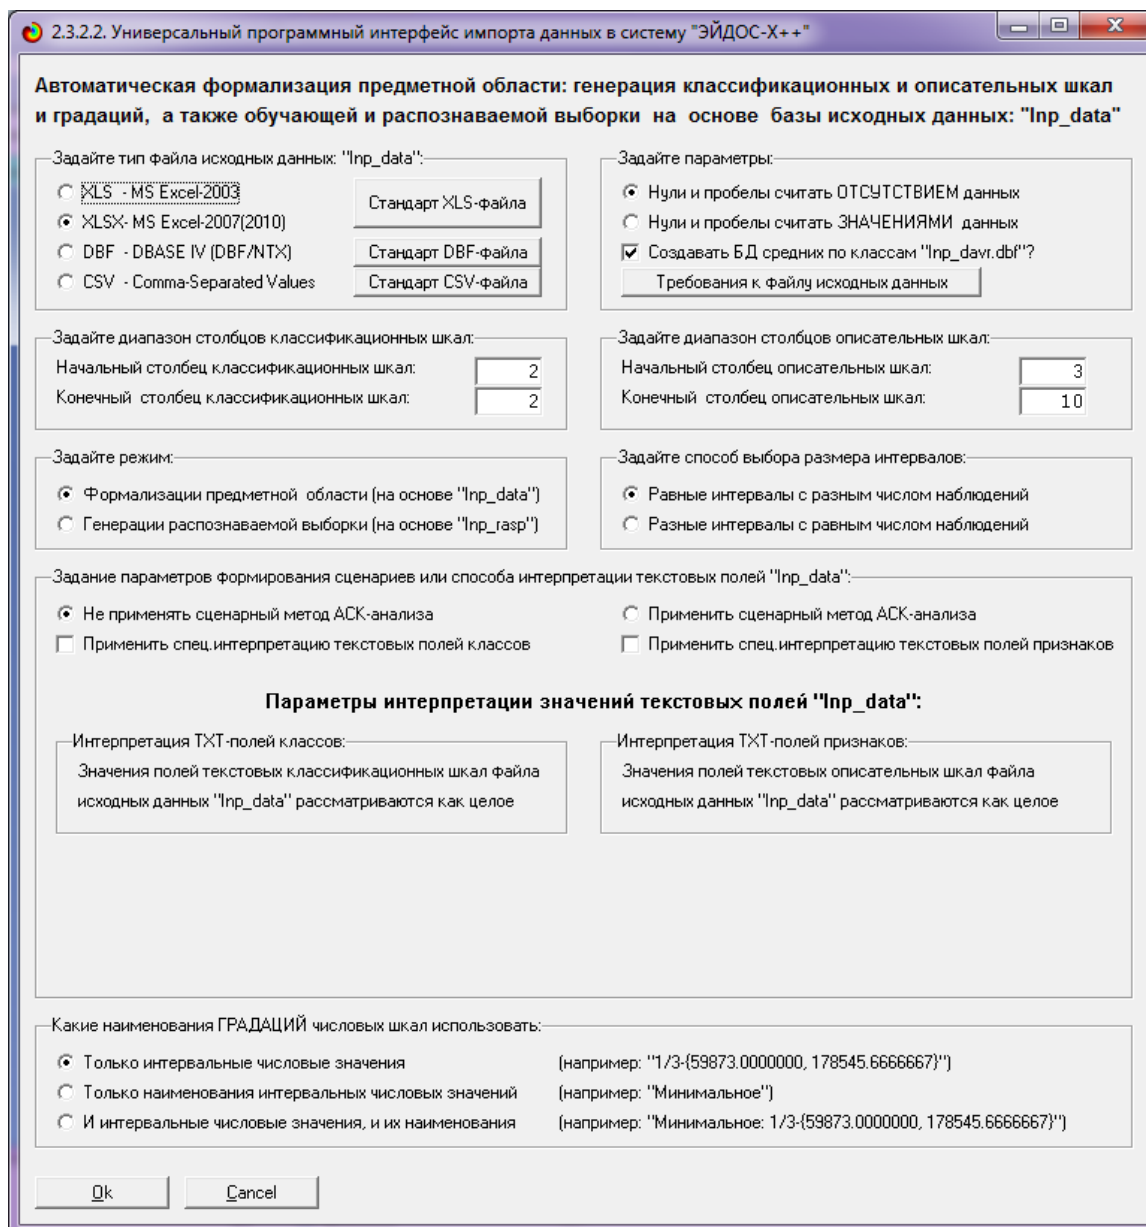 2.3.2.2. Универсальный программный интерфейс импорта данных в систему "ЭЙДОС-X++"
Автоматическая формализация предметной области: генерация классификационных и описательных шкал
и градаций, а также обучающей и распознаваемой выборки на основе базы исходных данных: "Inp_data"
Задайте тип файла исходных данных: "Inp_data":
XLS - MS Excel-2003
XLSX- MS Excel-2007(2010)
DBF - DBASE IV (DBF/NTX)
CSV - Comma-Separated Values
Стандарт XLS-файла
Стандарт DBF-файла
Стандарт CSV-файла
Задайте параметры:
Нули и пробелы считать ОТСУТСТВИЕМ данных
Нули и пробелы считать ЗНАЧЕНИЯМИ данных
Создавать БД средних по классам "Inp_davr.dbf"?
Требования к файлу исходных данных
Задайте диапазон столбцов классификационных шкал:
Начальный столбец классификационных шкал: 2
Конечный столбец классификационных шкал: 2
Задайте диапазон столбцов описательных шкал:
Начальный столбец описательных шкал: 3
Конечный столбец описательных шкал: 10
Задайте режим:
Формализации предметной области (на основе "Inp_data")
Генерации распознаваемой выборки (на основе "Inp_rasp")
Задайте способ выбора размера интервалов:
Равные интервалы с разным числом наблюдений
Разные интервалы с равным числом наблюдений
Задание параметров формирования сценариев или способа интерпретации текстовых полей "Inp_data":
Не применять сценарный метод АСК-анализа
Применить сценарный метод АСК-анализа
Применить спец.интерпретацию текстовых полей классов
Применить спец.интерпретацию текстовых полей признаков
Параметры интерпретации значений текстовых полей "Inp_data":
Интерпретация TXT-полей классов:
Значения полей текстовых классификационных шкал файла
исходных данных "Inp_data" рассматриваются как целое
Интерпретация TXT-полей признаков:
Значения полей текстовых описательных шкал файла
исходных данных "Inp_data" рассматриваются как целое
Какие наименования ГРАДАЦИЙ числовых шкал использовать:
Только интервальные числовые значения (например: "1/3-{59873.0000000, 178545.6666667}")
Только наименования интервальных числовых значений (например: "Минимальное")
И интервальные числовые значения, и их наименования (например: "Минимальное: 1/3-{59873.0000000, 178545.6666667}")
Ok
Cancel